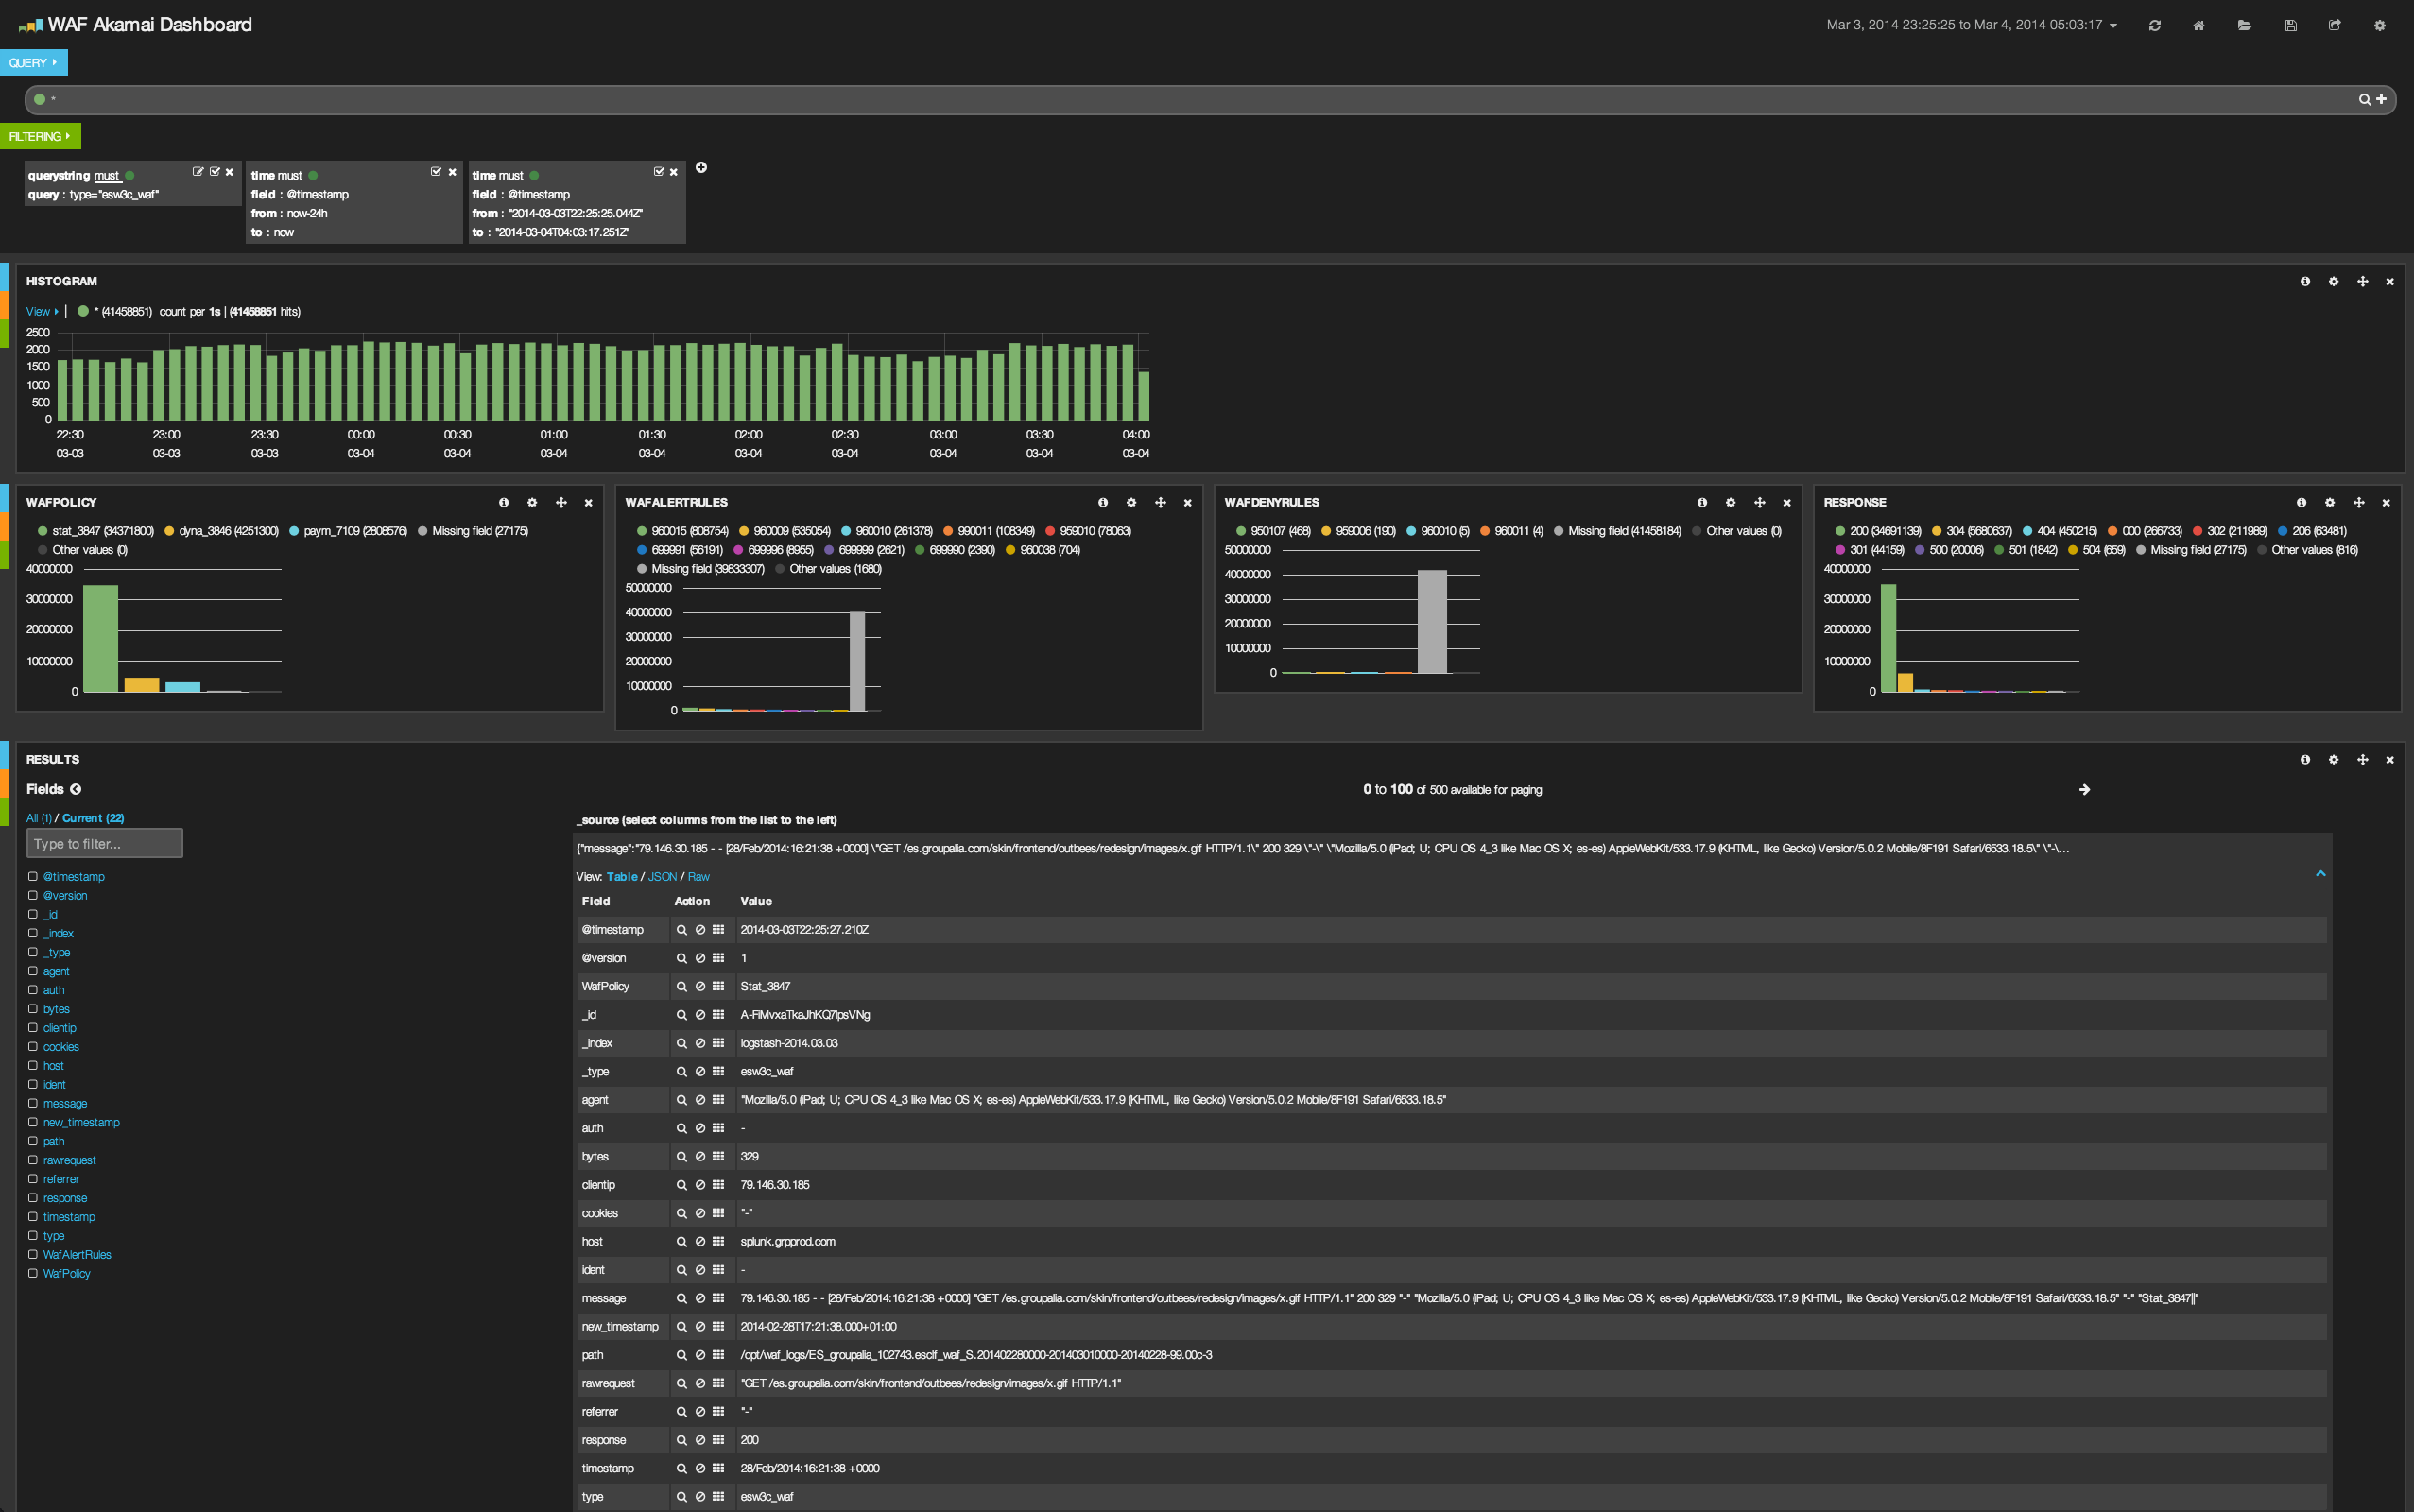 WAF Akamai Dashboard
Mar 3, 2014 23:25:25 to Mar 4, 2014 05:03:17
QUERY
*
FILTERING
querystring must
query : type="esw3c_waf"
time must
field : @timestamp
from : now-24h
to : now
time must
field : @timestamp
from : "2014-03-03T22:25:25.044Z"
to : "2014-03-04T04:03:17.251Z"
HISTOGRAM
View | * (41458851) count per 1s | (41458851 hits)
2500
2000
1500
1000
500
0
22:30 23:00 23:30 00:00 00:30 01:00 01:30 02:00 02:30 03:00 03:30 04:00
03-03 03-03 03-03 03-04 03-04 03-04 03-04 03-04 03-04 03-04 03-04 03-04
WAFPOLICY
stat_3847 (34371800) dyna_3846 (4251300) paym_7109 (2808576) Missing field (27175)
Other values (0)
40000000
30000000
20000000
10000000
0
WAFALERTRULES
960015 (808754) 960009 (535054) 960010 (261378) 990011 (108349) 959010 (78063)
699991 (56191) 699996 (8955) 699999 (2621) 699990 (2390) 960038 (704)
Missing field (39833307) Other values (1680)
50000000
40000000
30000000
20000000
10000000
0
WAFDENYRULES
950107 (468) 959006 (190) 960010 (5) 960011 (4) Missing field (41458184) Other values (0)
50000000
40000000
30000000
20000000
10000000
0
RESPONSE
200 (34691139) 304 (5680637) 404 (450215) 000 (266733) 302 (211989) 206 (63481)
301 (44159) 500 (20006) 501 (1842) 504 (659) Missing field (27175) Other values (816)
40000000
30000000
20000000
10000000
0
RESULTS
Fields
0 to 100 of 500 available for paging
All (1) / Current (22)
Type to filter...
@timestamp
@version
_id
_index
_type
agent
auth
bytes
clientip
cookies
host
ident
message
new_timestamp
path
rawrequest
referrer
response
timestamp
type
WafAlertRules
WafPolicy
_source (select columns from the list to the left)
{"message":"79.146.30.185 - - [28/Feb/2014:16:21:38 +0000] \"GET /es.groupalia.com/skin/frontend/outbees/redesign/images/x.gif HTTP/1.1\" 200 329 \"-\" \"Mozilla/5.0 (iPad; U; CPU OS 4_3 like Mac OS X; es-es) AppleWebKit/533.17.9 (KHTML, like Gecko) Version/5.0.2 Mobile/8F191 Safari/6533.18.5\" \"-\...
View: Table / JSON / Raw
Field Action Value
@timestamp 2014-03-03T22:25:27.210Z
@version 1
WafPolicy Stat_3847
_id A-FiMvxaTkaJhKQ7lpsVNg
_index logstash-2014.03.03
_type esw3c_waf
agent "Mozilla/5.0 (iPad; U; CPU OS 4_3 like Mac OS X; es-es) AppleWebKit/533.17.9 (KHTML, like Gecko) Version/5.0.2 Mobile/8F191 Safari/6533.18.5"
auth -
bytes 329
clientip 79.146.30.185
cookies "-"
host splunk.grpprod.com
ident -
message 79.146.30.185 - - [28/Feb/2014:16:21:38 +0000] "GET /es.groupalia.com/skin/frontend/outbees/redesign/images/x.gif HTTP/1.1" 200 329 "-" "Mozilla/5.0 (iPad; U; CPU OS 4_3 like Mac OS X; es-es) AppleWebKit/533.17.9 (KHTML, like Gecko) Version/5.0.2 Mobile/8F191 Safari/6533.18.5" "-" "Stat_3847||"
new_timestamp 2014-02-28T17:21:38.000+01:00
path /opt/waf_logs/ES_groupalia_102743.esclf_waf_S.201402280000-201403010000-20140228-99.00c-3
rawrequest "GET /es.groupalia.com/skin/frontend/outbees/redesign/images/x.gif HTTP/1.1"
referrer "-"
response 200
timestamp 28/Feb/2014:16:21:38 +0000
type esw3c_waf